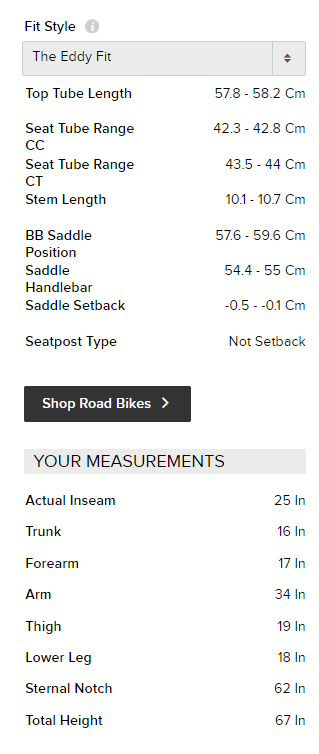 Fit Style i
The Eddy Fit
Top Tube Length 57.8 - 58.2 Cm
Seat Tube Range 42.3 - 42.8 Cm
CC
Seat Tube Range 43.5 - 44 Cm
CT
Stem Length 10.1 - 10.7 Cm
BB Saddle 57.6 - 59.6 Cm
Position
Saddle 54.4 - 55 Cm
Handlebar
Saddle Setback -0.5 - -0.1 Cm
Seatpost Type Not Setback
Shop Road Bikes
YOUR MEASUREMENTS
Actual Inseam 25 In
Trunk 16 In
Forearm 17 In
Arm 34 In
Thigh 19 In
Lower Leg 18 In
Sternal Notch 62 In
Total Height 67 In